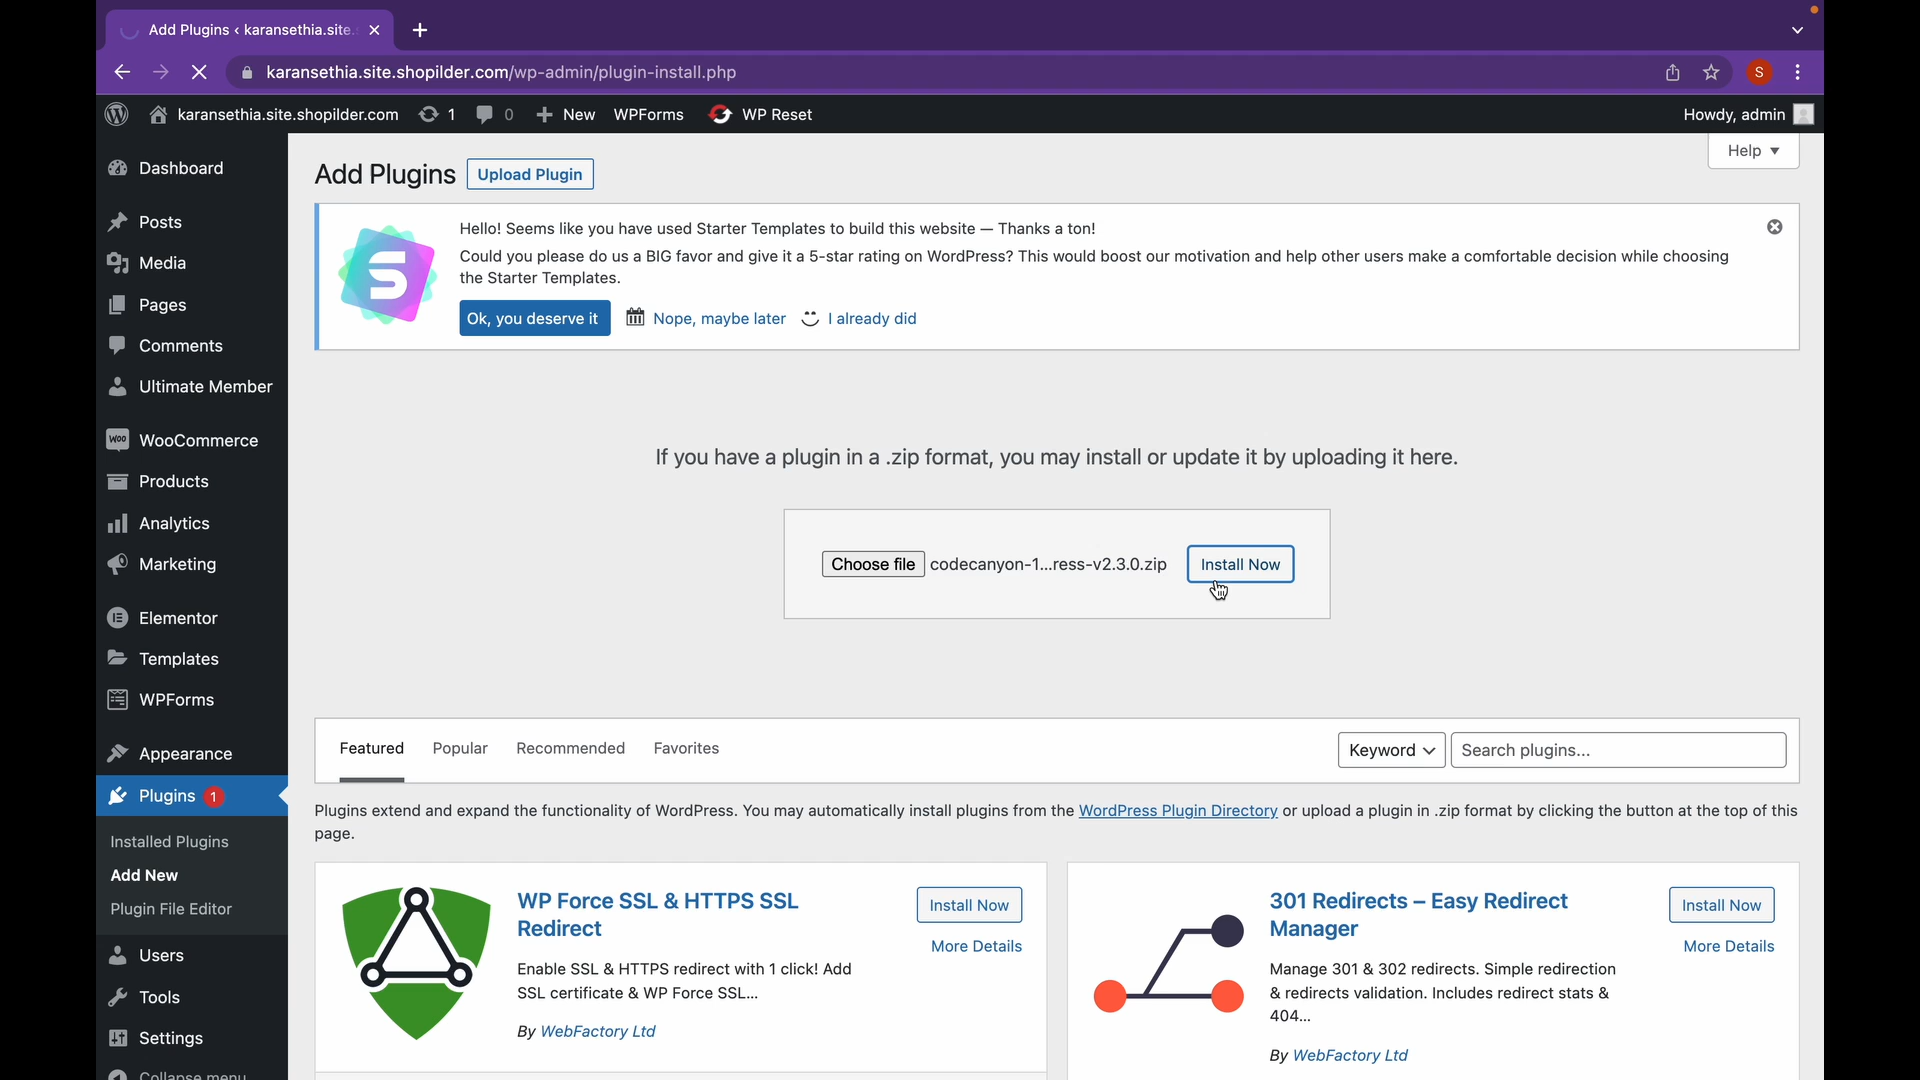 Add Plugins ‹ karansethia.site.
karansethia.site.shopilder.com/wp-admin/plugin-install.php
S
karansethia.site.shopilder.com
1
0
New
WPForms
WP Reset
Howdy, admin
Dashboard
Posts
Media
Pages
Comments
Ultimate Member
WooCommerce
Products
Analytics
Marketing
Elementor
Templates
WPForms
Appearance
Plugins 1
Installed Plugins
Add New
Plugin File Editor
Users
Tools
Settings
Collapse menu
Help
Add Plugins
Upload Plugin
Hello! Seems like you have used Starter Templates to build this website — Thanks a ton!
Could you please do us a BIG favor and give it a 5-star rating on WordPress? This would boost our motivation and help other users make a comfortable decision while choosing
the Starter Templates.
Ok, you deserve it
Nope, maybe later
I already did
If you have a plugin in a .zip format, you may install or update it by uploading it here.
Choose file codecanyon-1...ress-v2.3.0.zip
Install Now
Featured
Popular
Recommended
Favorites
Keyword
Search plugins...
Plugins extend and expand the functionality of WordPress. You may automatically install plugins from the WordPress Plugin Directory or upload a plugin in .zip format by clicking the button at the top of this
page.
WP Force SSL & HTTPS SSL
Redirect
Install Now
More Details
Enable SSL & HTTPS redirect with 1 click! Add
SSL certificate & WP Force SSL...
By WebFactory Ltd
301 Redirects – Easy Redirect
Manager
Install Now
More Details
Manage 301 & 302 redirects. Simple redirection
& redirects validation. Includes redirect stats &
404...
By WebFactory Ltd